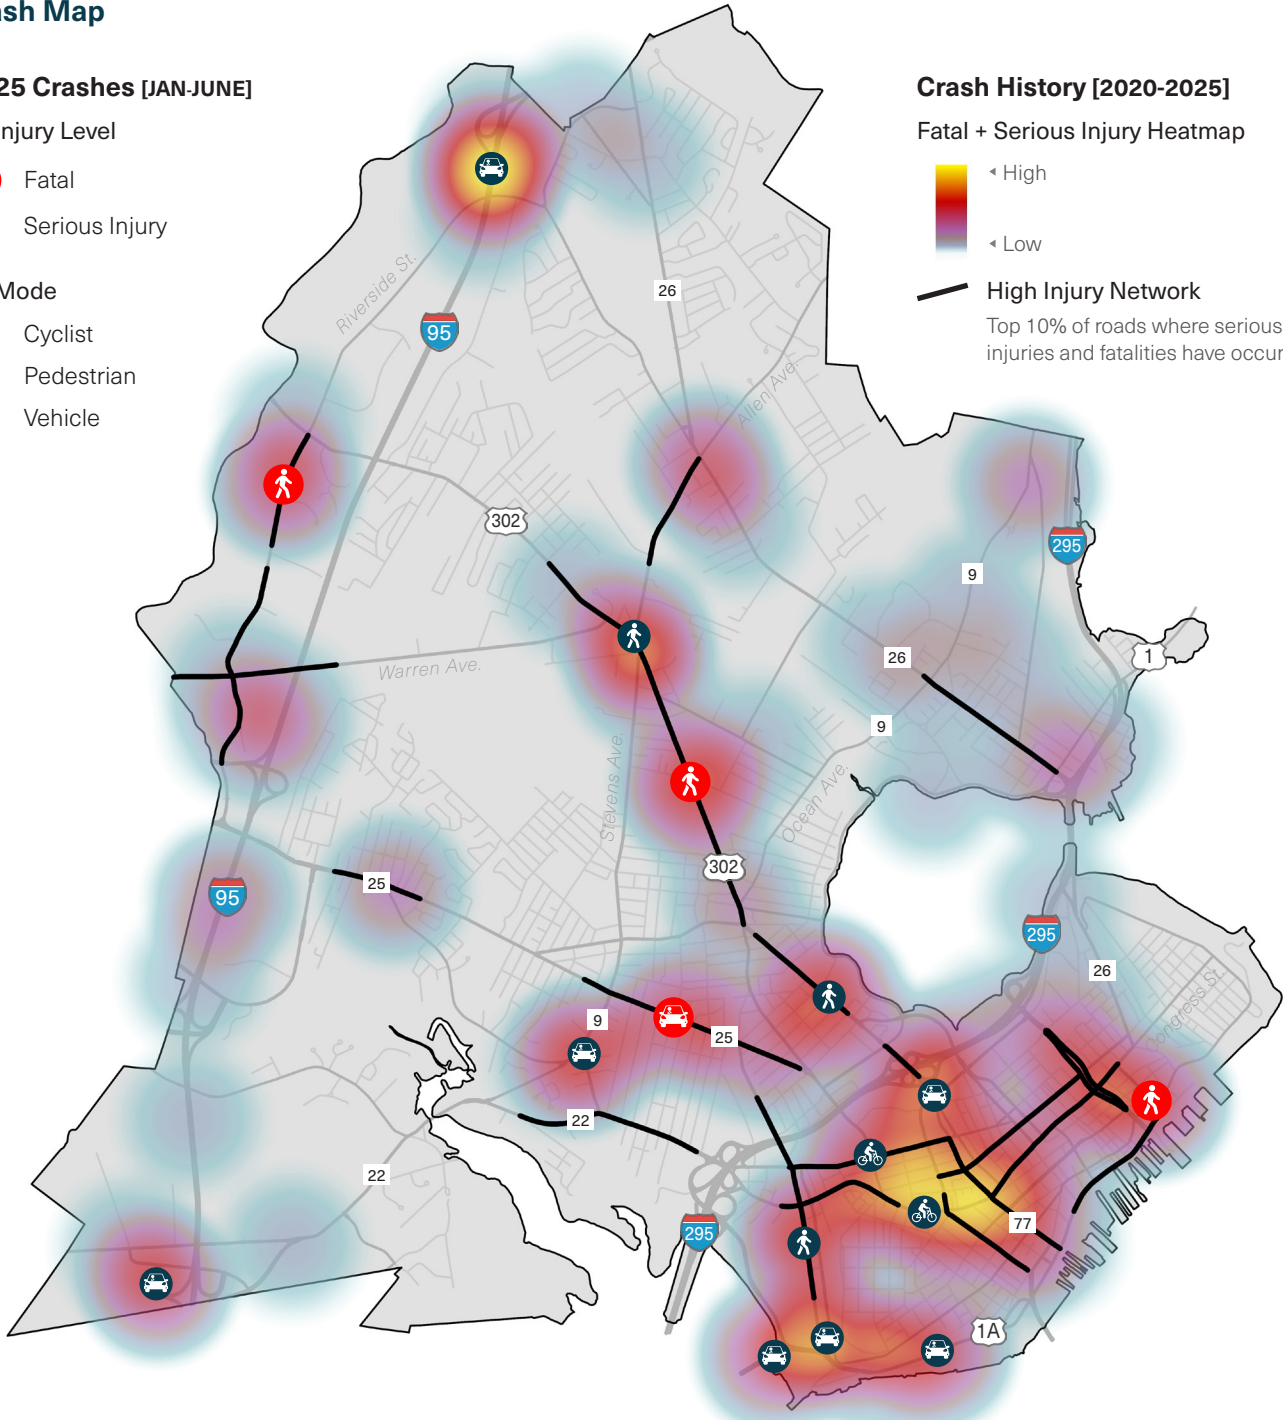 sh Map
25 Crashes [JAN-JUNE]
njury Level
Fatal
Serious Injury
Mode
Cyclist
Pedestrian
Vehicle
Crash History [2020-2025]
Fatal + Serious Injury Heatmap
High
Low
High Injury Network
Top 10% of roads where serious
injuries and fatalities have occur
26
Riverside St.
95
Allen Ave.
302
295
9
26
1
Warren Ave.
9
Stevens Ave.
Ocean Ave.
302
25
95
295
26
ongress St.
9
25
22
22
295
77
1A